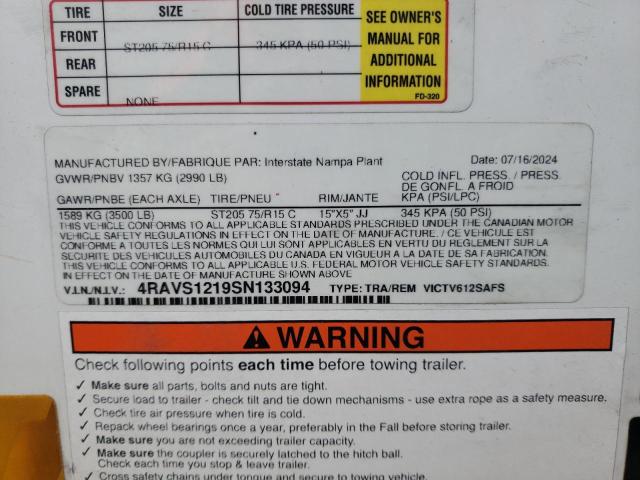 TIRE SIZE COLD TIRE PRESSURE
FRONT ST205 75/R15 C 345 KPA (50 PSI)
REAR
SPARE NONE
SEE OWNER'S
MANUAL FOR
ADDITIONAL
INFORMATION
FD-320
MANUFACTURED BY/FABRIQUE PAR: Interstate Nampa Plant Date: 07/16/2024
GVWR/PNBV 1357 KG (2990 LB) COLD INFL. PRESS. / PRESS.
DE GONFL. A FROID
GAWR/PNBE (EACH AXLE) TIRE/PNEU RIM/JANTE KPA (PSI/LPC)
1589 KG (3500 LB) ST205 75/R15 C 15"X5" JJ 345 KPA (50 PSI)
THIS VEHICLE CONFORMS TO ALL APPLICABLE STANDARDS PRESCRIBED UNDER THE CANADIAN MOTOR
VEHICLE SAFETY REGULATIONS IN EFFECT ON THE DATE OF MANUFACTURE. / CE VEHICULE EST
CONFORME A TOUTES LES NORMES QUI LUI SONT APPLICABLES EN VERTU DU REGLEMENT SUR LA
SECURITE DES VEHICULES AUTOMOBILES DU CANADA EN VIGUEUR A LA DATE DE SA FABRICATION.
THIS VEHICLE CONFORMS TO ALL APPLICABLE U.S. FEDERAL MOTOR VEHICLE SAFETY STANDARDS.
IN EFFECT ON THE DATE OF MANUFACTURE SHOWN ABOVE
V.I.N./N.I.V.: 4RAVS1219SN133094 TYPE: TRA/REM VICTV612SAFS
WARNING
Check following points each time before towing trailer.
✓ Make sure all parts, bolts and nuts are tight.
✓ Secure load to trailer - check tilt and tie down mechanisms - use extra rope as a safety measure.
✓ Check tire air pressure when tire is cold.
✓ Repack wheel bearings once a year, preferably in the Fall before storing trailer.
✓ Make sure you are not exceeding trailer capacity.
✓ Make sure the coupler is securely latched to the hitch ball.
Check each time you stop & leave trailer.
✓ Cross safety chains under tongue and secure to towing vehicle.